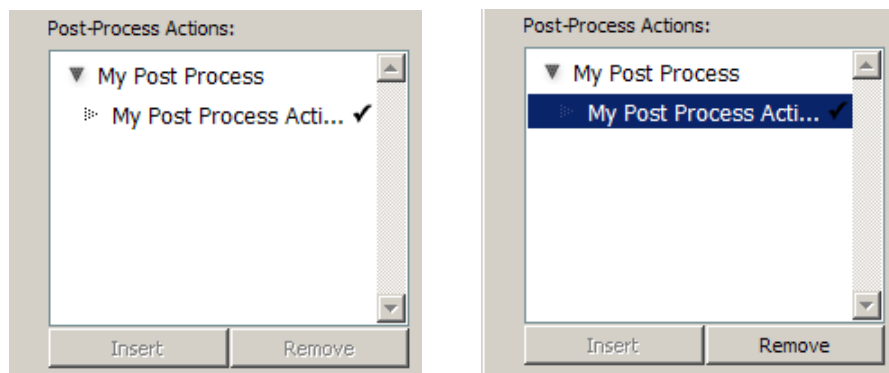 Post-Process Actions:
My Post Process
My Post Process Acti... ✔
Insert Remove
Post-Process Actions:
My Post Process
My Post Process Acti... ✔
Insert Remove